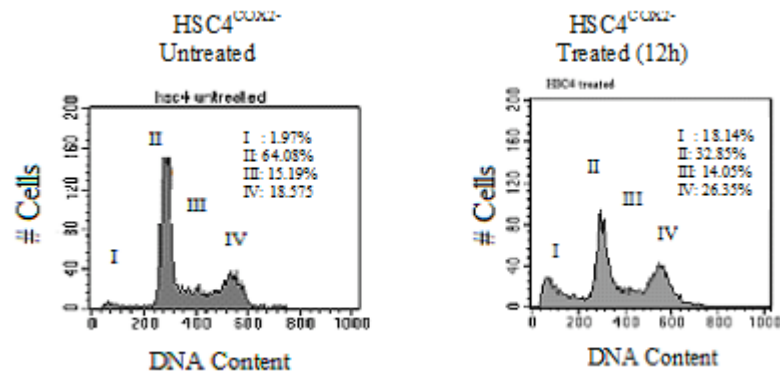 HSC4COX2-
Untreated
hsc4 untreated
# Cells
200
160
120
80
40
0
I
II
III
IV
I : 1.97%
II: 64.08%
III: 15.19%
IV: 18.575
0 200 400 600 800 1000
DNA Content
HSC4COX2-
Treated (12h)
HSC4 treated
# Cells
200
160
120
80
40
0
I
II
III
IV
I : 18.14%
II: 32.85%
III: 14.05%
IV: 26.35%
0 200 400 600 800 1000
DNA Content